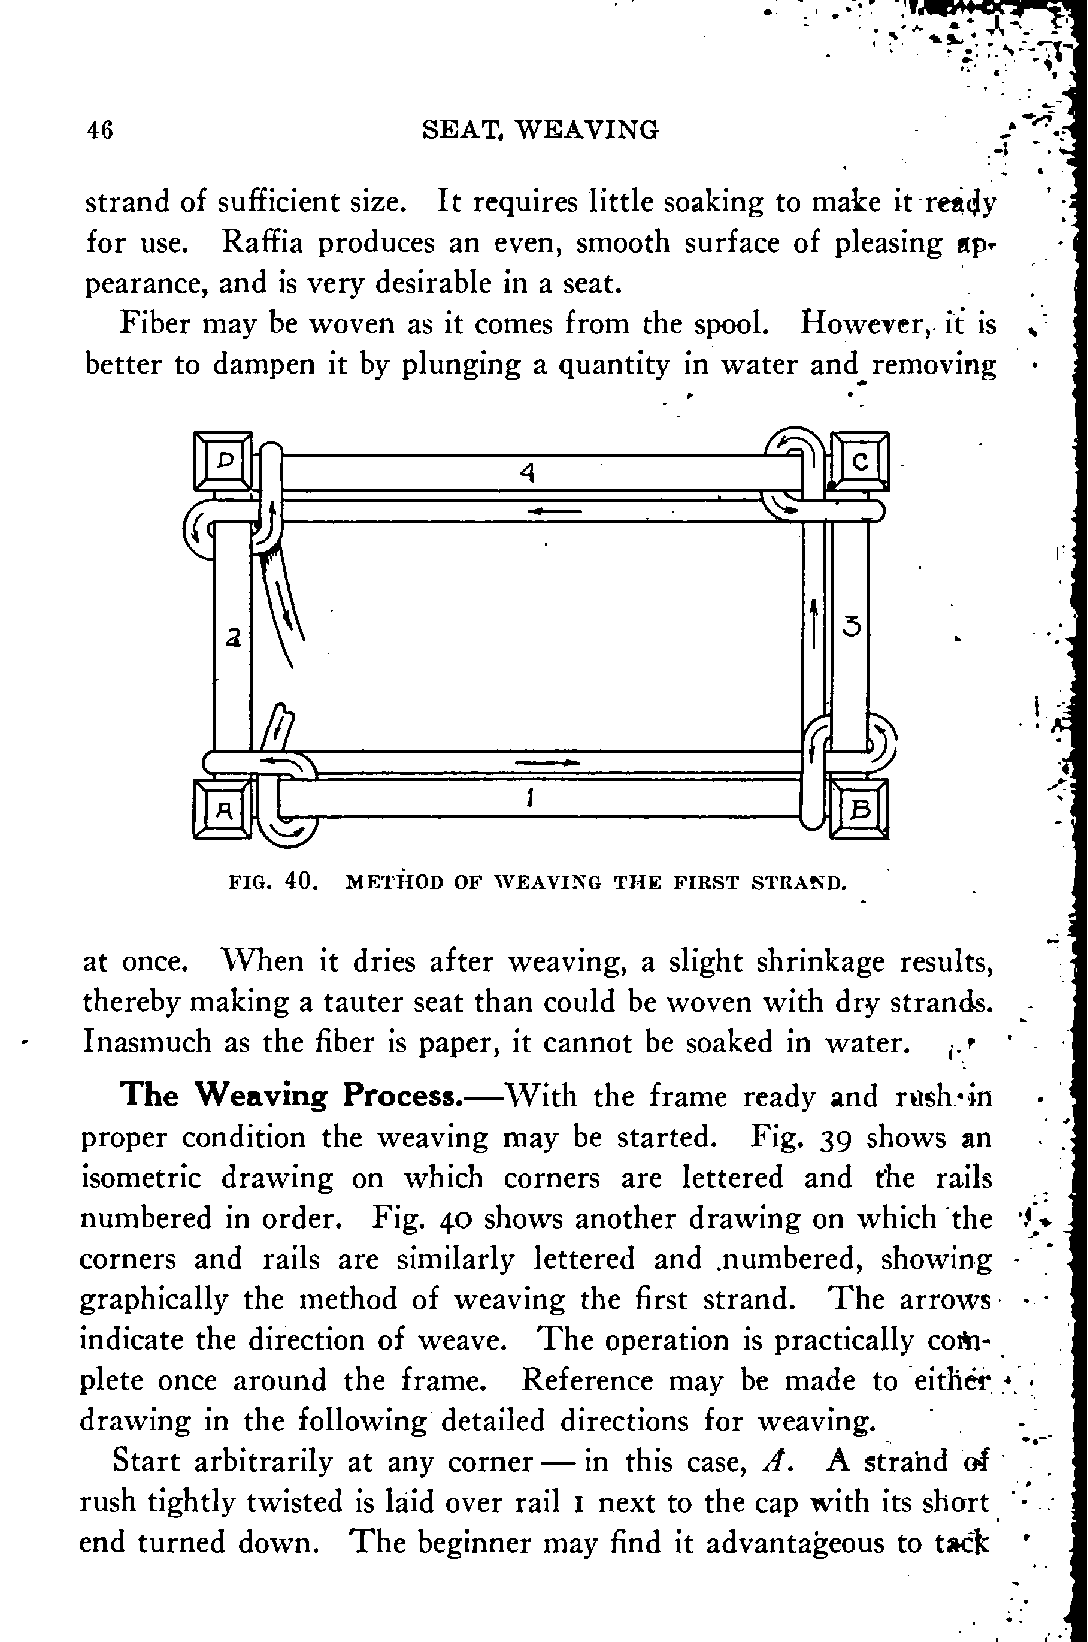 46 SEAT WEAVING
strand of sufficient size. It requires little soaking to make it ready
for use. Raffia produces an even, smooth surface of pleasing ap-
pearance, and is very desirable in a seat.
Fiber may be woven as it comes from the spool. However, it is
better to dampen it by plunging a quantity in water and removing
D
4
C
2
3
A
1
B
FIG. 40. METHOD OF WEAVING THE FIRST STRAND.
at once. When it dries after weaving, a slight shrinkage results,
thereby making a tauter seat than could be woven with dry strands.
Inasmuch as the fiber is paper, it cannot be soaked in water.
The Weaving Process.—With the frame ready and rush in
proper condition the weaving may be started. Fig. 39 shows an
isometric drawing on which corners are lettered and the rails
numbered in order. Fig. 40 shows another drawing on which the
corners and rails are similarly lettered and numbered, showing
graphically the method of weaving the first strand. The arrows
indicate the direction of weave. The operation is practically com-
plete once around the frame. Reference may be made to either
drawing in the following detailed directions for weaving.
Start arbitrarily at any corner — in this case, A. A strand of
rush tightly twisted is laid over rail 1 next to the cap with its short
end turned down. The beginner may find it advantageous to tack